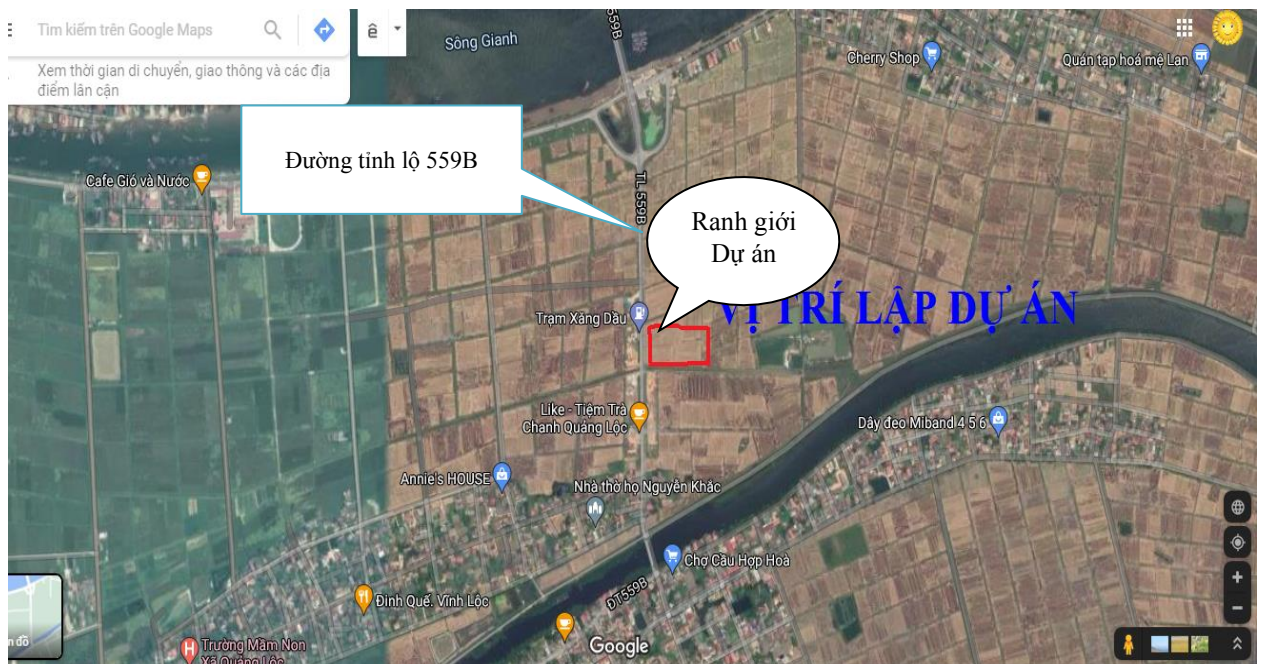 Tìm kiếm trên Google Maps
ê
Xem thời gian di chuyển, giao thông và các địa
điểm lân cận
Sông Gianh
559B
Cherry Shop
Quán tạp hoá mệ Lan
Đường tỉnh lộ 559B
Cafe Gió và Nước
TL 559B
Ranh giới
Dự án
VỊ TRÍ LẬP DỰ ÁN
Trạm Xăng Dầu
Like - Tiệm Trà
Chanh Quảng Lộc
Dây đeo Miband 4 5 6
Annie's HOUSE
Nhà thờ họ Nguyễn Khắc
Chợ Cầu Hợp Hoà
ĐT559B
Đinh Quế. Vĩnh Lộc
Google
Trường Mầm Non
Xã Quảng Lộc